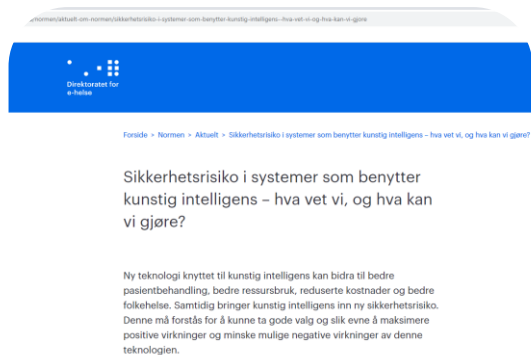 /normen/aktuelt-om-normen/sikkerhetsrisiko-i-systemer-som-benytter-kunstig-intelligens--hva-vet-vi-og-hva-kan-vi-gjore
Direktoratet for
e-helse
Forside > Normen > Aktuelt > Sikkerhetsrisiko i systemer som benytter kunstig intelligens – hva vet vi, og hva kan vi gjøre?
Sikkerhetsrisiko i systemer som benytter
kunstig intelligens – hva vet vi, og hva kan
vi gjøre?
Ny teknologi knyttet til kunstig intelligens kan bidra til bedre
pasientbehandling, bedre ressursbruk, reduserte kostnader og bedre
folkehelse. Samtidig bringer kunstig intelligens inn ny sikkerhetsrisiko.
Denne må forstås for å kunne ta gode valg og slik evne å maksimere
positive virkninger og minske mulige negative virkninger av denne
teknologien.